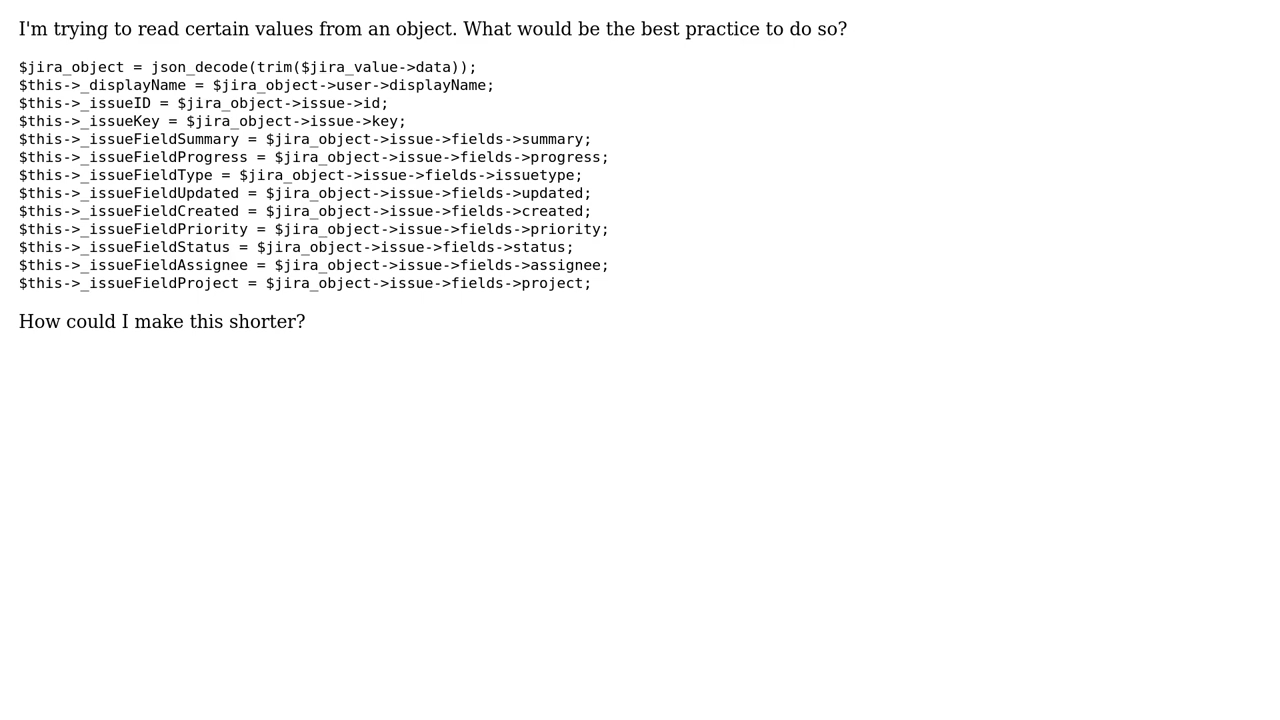 I'm trying to read certain values from an object. What would be the best practice to do so?
$jira_object = json_decode(trim($jira_value->data));
$this->_displayName = $jira_object->user->displayName;
$this->_issueID = $jira_object->issue->id;
$this->_issueKey = $jira_object->issue->key;
$this->_issueFieldSummary = $jira_object->issue->fields->summary;
$this->_issueFieldProgress = $jira_object->issue->fields->progress;
$this->_issueFieldType = $jira_object->issue->fields->issuetype;
$this->_issueFieldUpdated = $jira_object->issue->fields->updated;
$this->_issueFieldCreated = $jira_object->issue->fields->created;
$this->_issueFieldPriority = $jira_object->issue->fields->priority;
$this->_issueFieldStatus = $jira_object->issue->fields->status;
$this->_issueFieldAssignee = $jira_object->issue->fields->assignee;
$this->_issueFieldProject = $jira_object->issue->fields->project;
How could I make this shorter?